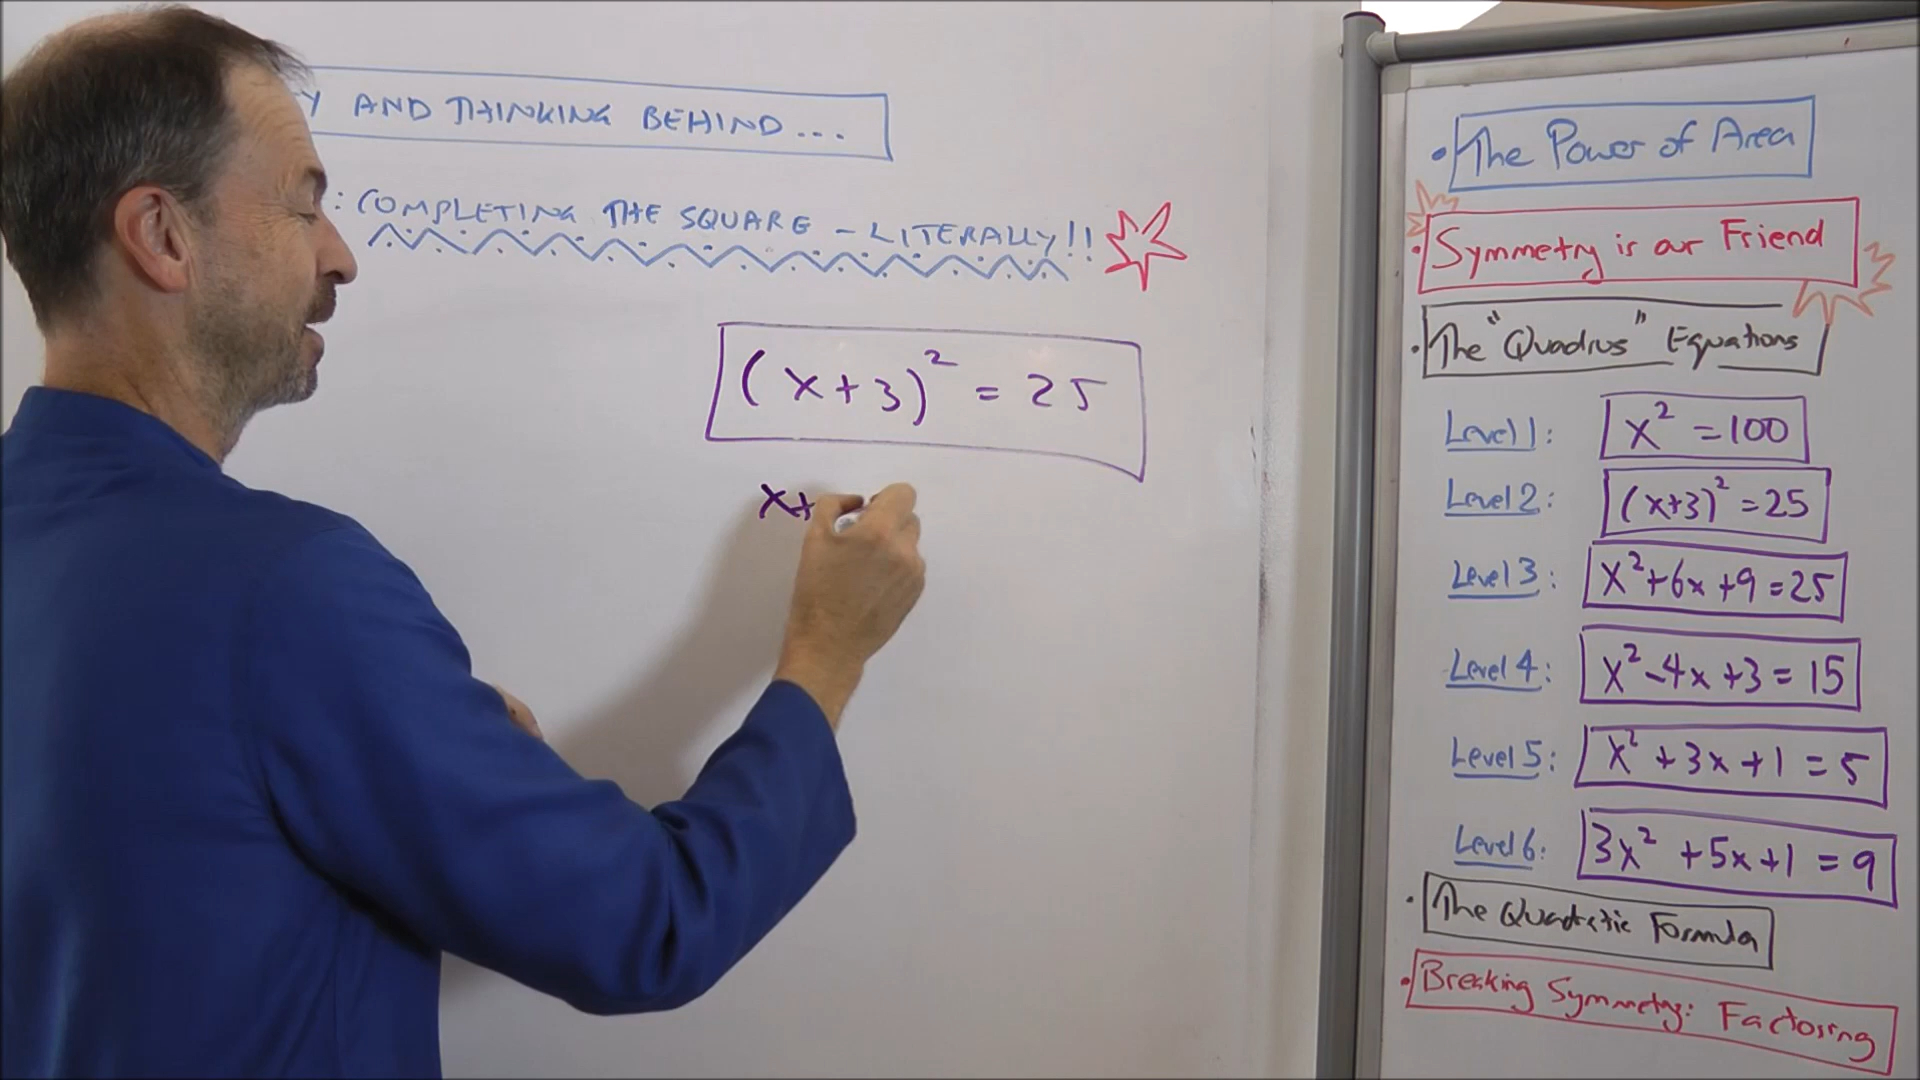 Y AND THINKING BEHIND...
: COMPLETING THE SQUARE - LITERALLY!!
(x+3)² = 25
x+
• The Power of Area
• Symmetry is our Friend
• The "Quadrus" Equations
Level 1: x² = 100
Level 2: (x+3)² = 25
Level 3: x²+6x+9=25
Level 4: x²-4x+3=15
Level 5: x²+3x+1=5
Level 6: 3x²+5x+1=9
• The Quadratic Formula
• Breaking Symmetry: Factoring